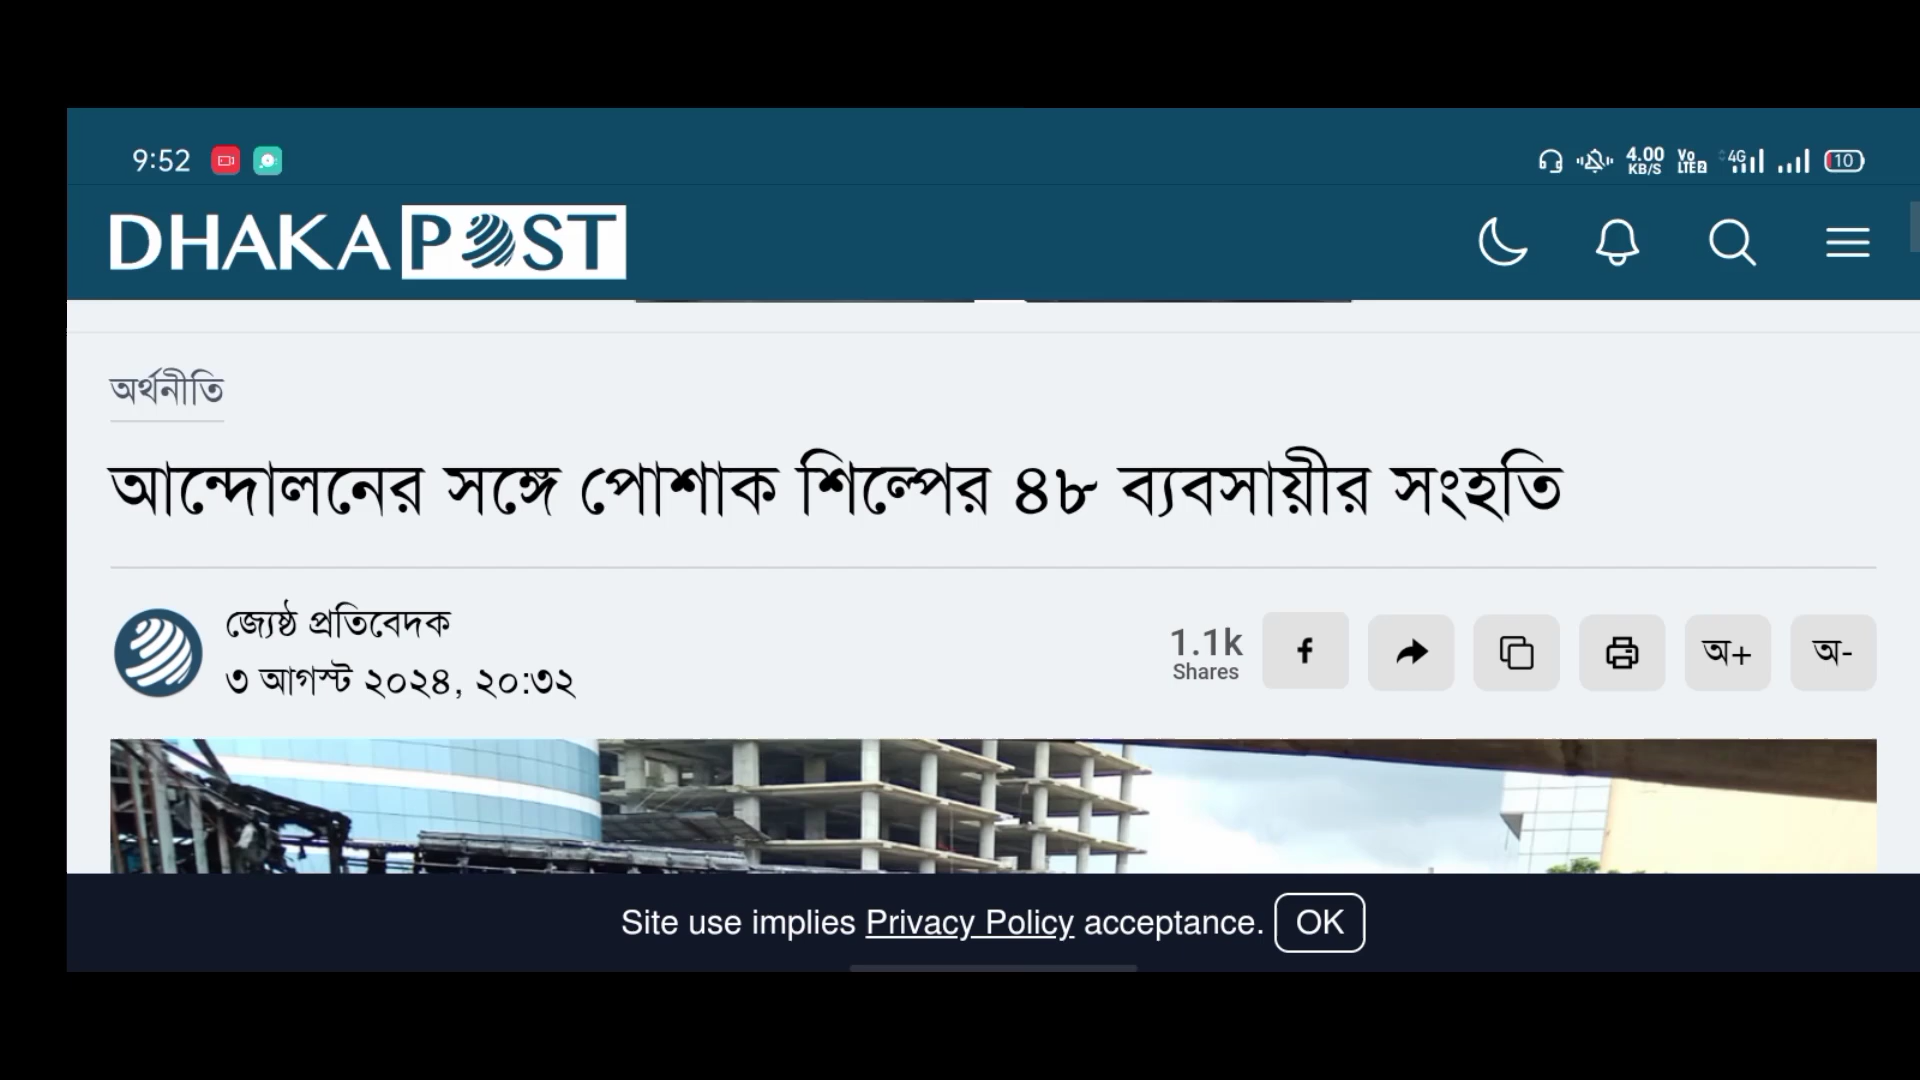 9:52
4.00 KB/S Vo LTE2 4G 10
DHAKA POST
অর্থনীতি
আন্দোলনের সঙ্গে পোশাক শিল্পের ৪৮ ব্যবসায়ীর সংহতি
জ্যেষ্ঠ প্রতিবেদক
৩ আগস্ট ২০২৪, ২০:৩২
1.1k
Shares
অ+ অ-
Site use implies Privacy Policy acceptance. OK